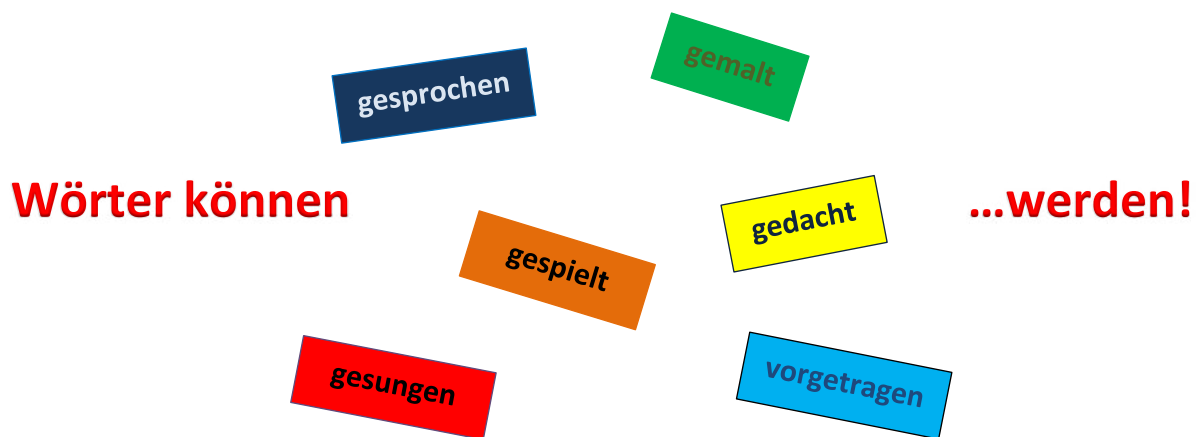 gemalt
gesprochen
Wörter können
...werden!
gedacht
gespielt
gesungen
vorgetragen